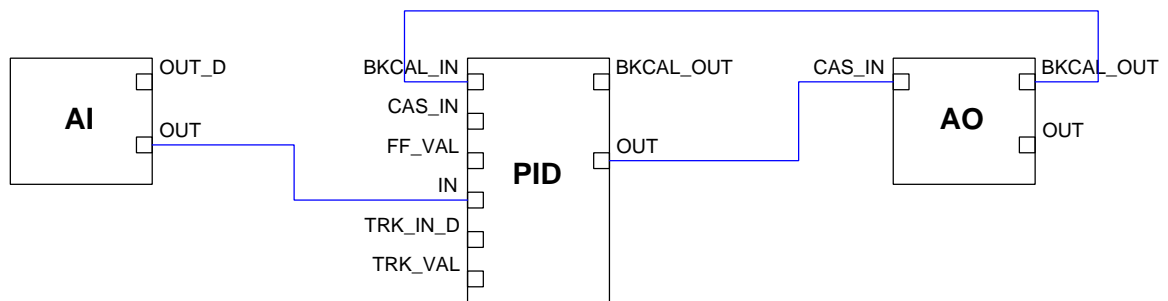 OUT_D
AI
OUT
BKCAL_IN
CAS_IN
FF_VAL
IN
TRK_IN_D
TRK_VAL
PID
BKCAL_OUT
OUT
CAS_IN
AO
BKCAL_OUT
OUT